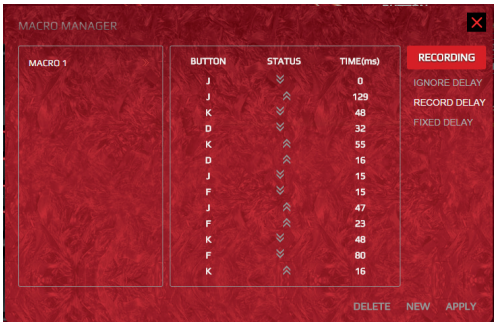 MACRO MANAGER
MACRO 1
BUTTON STATUS TIME(ms)
J 0
J 129
K 48
D 32
K 55
D 16
J 15
F 15
J 47
F 23
K 48
F 80
K 16
RECORDING
IGNORE DELAY
RECORD DELAY
FIXED DELAY
DELETE NEW APPLY